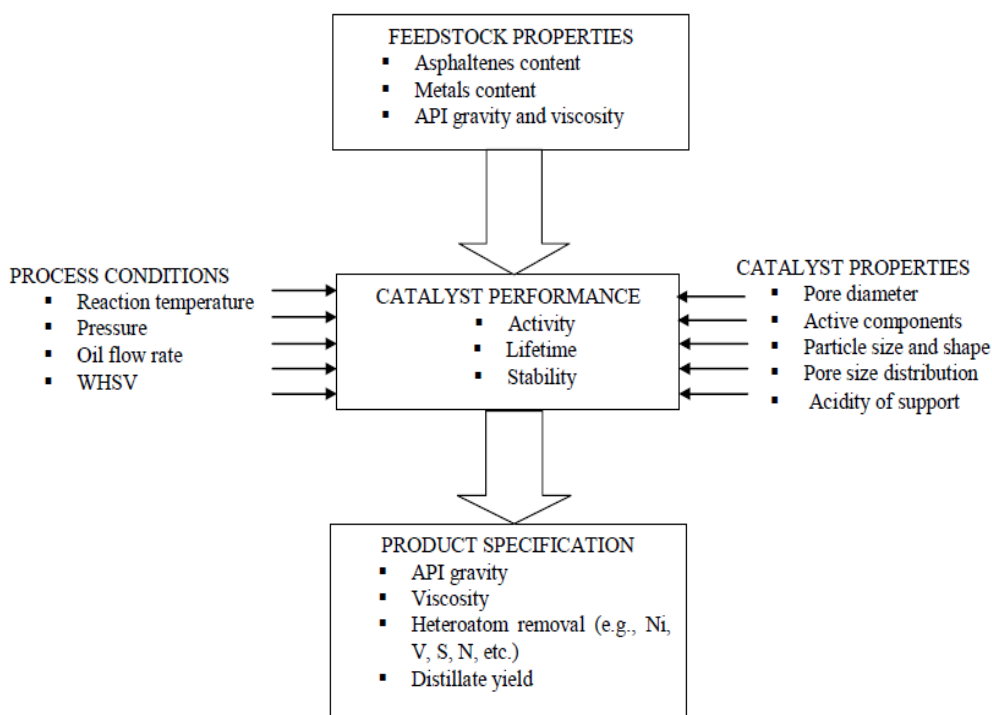 FEEDSTOCK PROPERTIES
▪ Asphaltenes content
▪ Metals content
▪ API gravity and viscosity
PROCESS CONDITIONS
▪ Reaction temperature
▪ Pressure
▪ Oil flow rate
▪ WHSV
CATALYST PERFORMANCE
▪ Activity
▪ Lifetime
▪ Stability
CATALYST PROPERTIES
▪ Pore diameter
▪ Active components
▪ Particle size and shape
▪ Pore size distribution
▪ Acidity of support
PRODUCT SPECIFICATION
▪ API gravity
▪ Viscosity
▪ Heteroatom removal (e.g., Ni,
V, S, N, etc.)
▪ Distillate yield